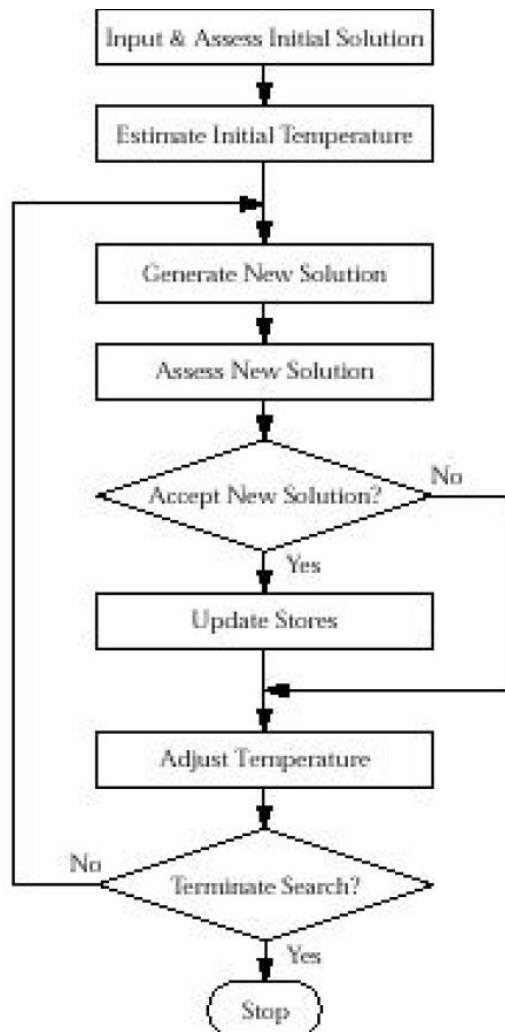 Input & Assess Initial Solution
Estimate Initial Temperature
Generate New Solution
Assess New Solution
Accept New Solution?
No
Yes
Update Stores
Adjust Temperature
No
Terminate Search?
Yes
Stop